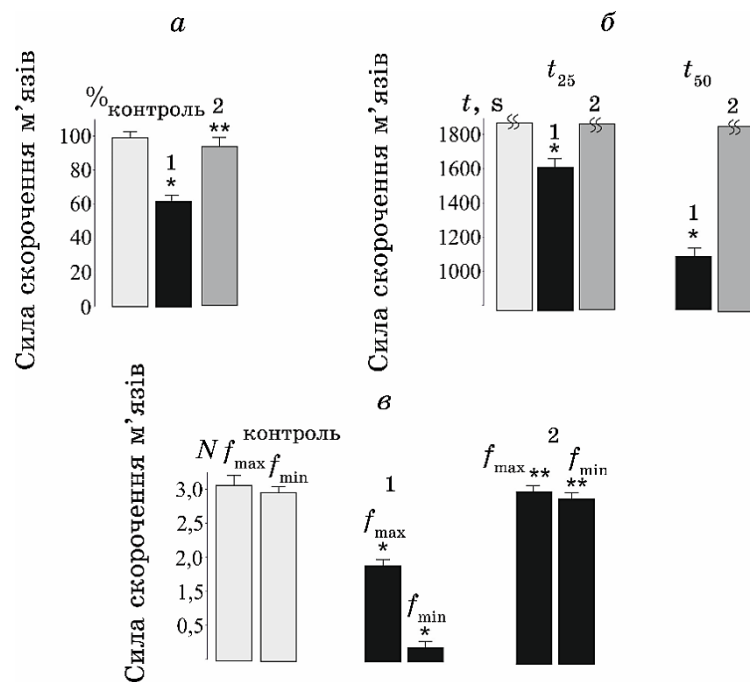 а
Сила скорочення м’язів
%
контроль 2
100
80
60
40
20
0
1
*
**
б
Сила скорочення м’язів
t25 t50
t, s
2
2
1800
1600
1400
1200
1000
1
*
1
*
в
Сила скорочення м’язів
контроль
N fmax fmin
3,0
2,5
2,0
1,5
0,5
1
fmax
*
fmin
*
2
fmax fmin
** **